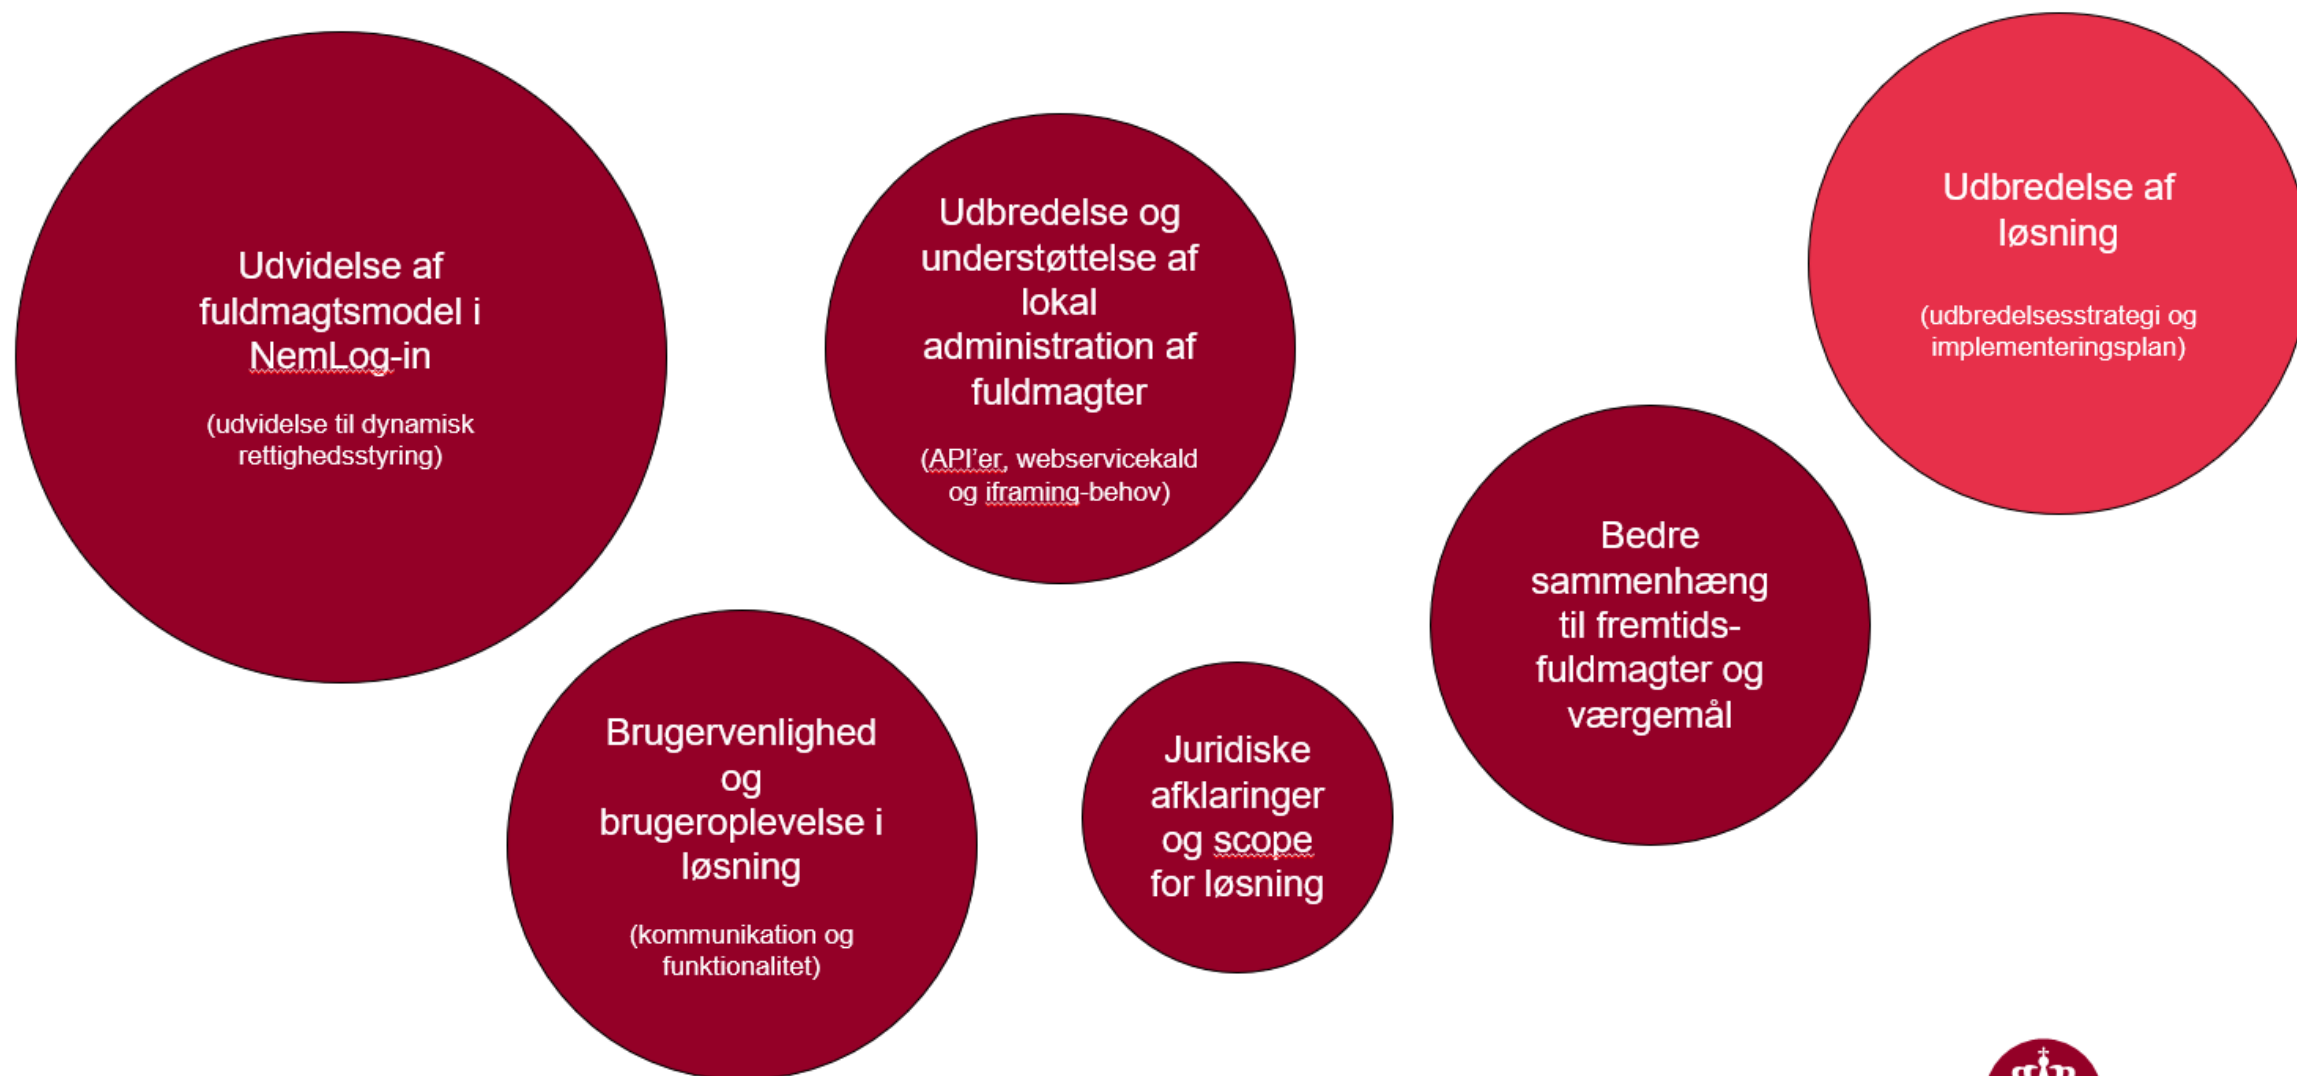 Udvidelse af
fuldmagtsmodel i
NemLog-in
(udvidelse til dynamisk
rettighedsstyring)
Udbredelse og
understøttelse af
lokal
administration af
fuldmagter
(API'er, webservicekald
og iframing-behov)
Udbredelse af
løsning
(udbredelsesstrategi og
implementeringsplan)
Brugervenlighed
og
brugeroplevelse i
løsning
(kommunikation og
funktionalitet)
Juridiske
afklaringer
og scope
for løsning
Bedre
sammenhæng
til fremtids-
fuldmagter og
værgemål